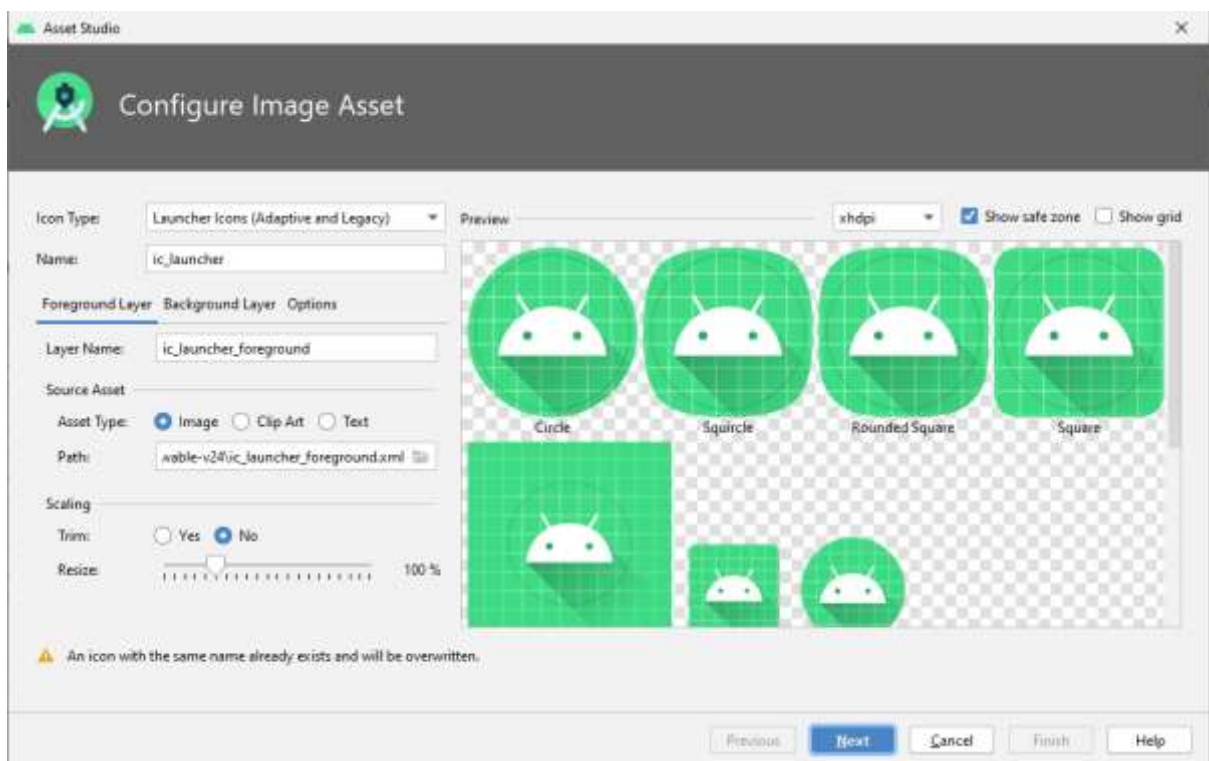 Asset Studio
Configure Image Asset
Icon Type: Launcher Icons (Adaptive and Legacy)
Name: ic_launcher
Foreground Layer Background Layer Options
Layer Name: ic_launcher_foreground
Source Asset
Asset Type: Image Clip Art Text
Path: wable-v24\ic_launcher_foreground.xml
Scaling
Trim: Yes No
Resize: 100 %
Preview xhdpi Show safe zone Show grid
Circle Squircle Rounded Square Square
An icon with the same name already exists and will be overwritten.
Previous Next Cancel Finish Help